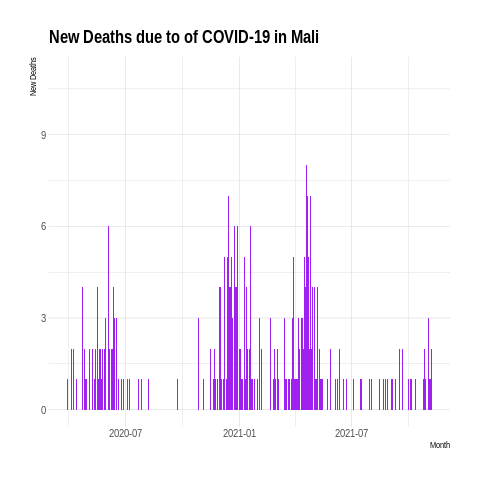 New Deaths due to of COVID-19 in Mali
New Deaths
9
6
3
0
2020-07 2021-01 2021-07
Month